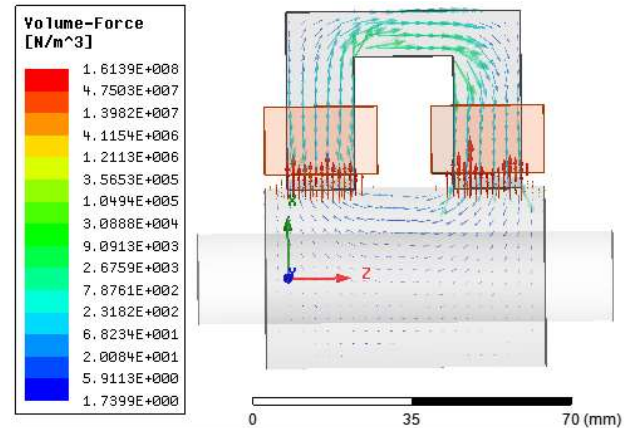 Volume-Force
[N/m^3]
1.6139E+008
4.7503E+007
1.3982E+007
4.1154E+006
1.2113E+006
3.5653E+005
1.0494E+005
3.0888E+004
9.0913E+003
2.6759E+003
7.8761E+002
2.3182E+002
6.8234E+001
2.0084E+001
5.9113E+000
1.7399E+000
X
Y
Z
0
35
70 (mm)